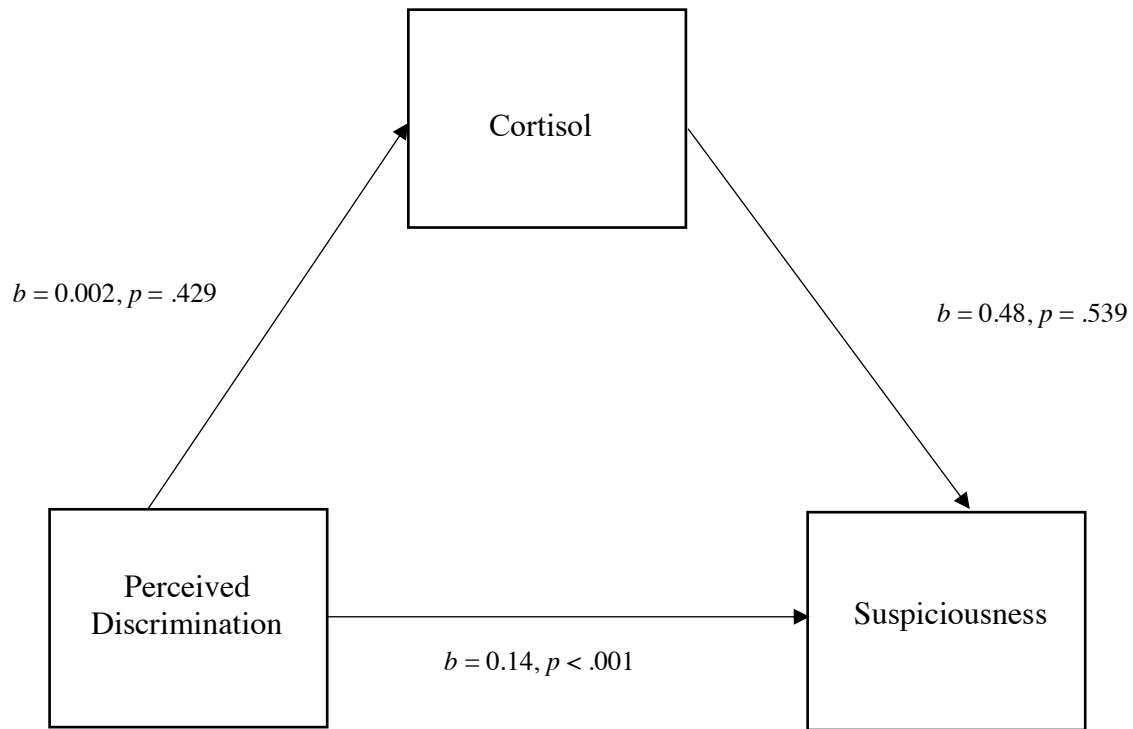 Cortisol
b = 0.002, p = .429
b = 0.48, p = .539
Perceived
Discrimination
Suspiciousness
b = 0.14, p < .001